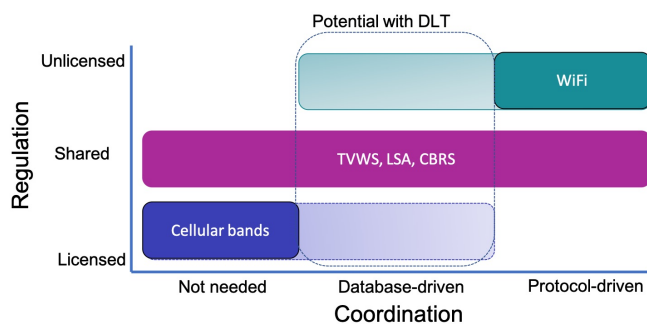 Potential with DLT
Unlicensed
WiFi
Regulation
Shared
TVWS, LSA, CBRS
Cellular bands
Licensed
Not needed
Database-driven
Protocol-driven
Coordination